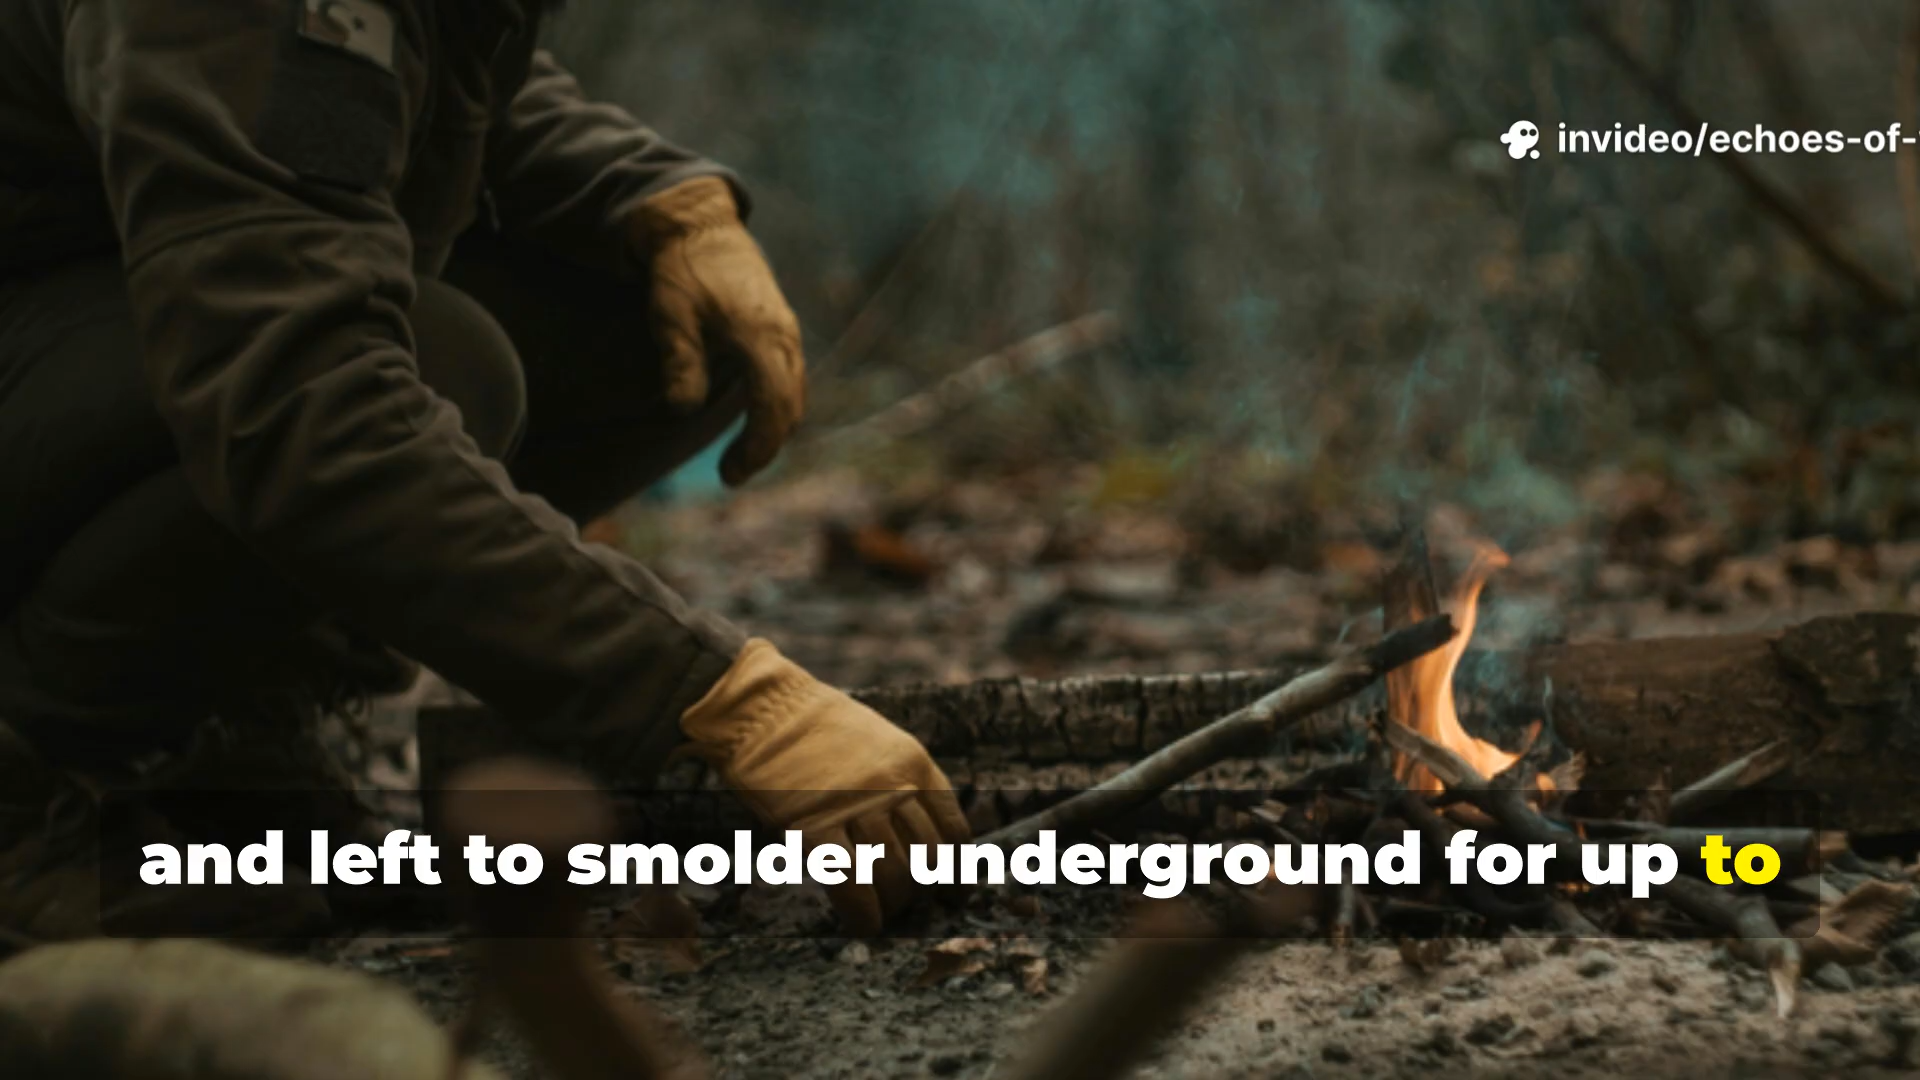 invideo/echoes-of-
and left to smolder underground for up to